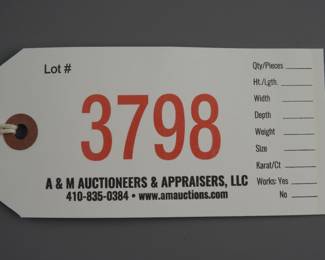 Lot #
3798
A & M AUCTIONEERS & APPRAISERS, LLC
410-835-0384 • www.amauctions.com
Qty/Pieces
Ht./Lgth.
Width
Depth
Weight
Size
Karat/Ct
Works: Yes
No